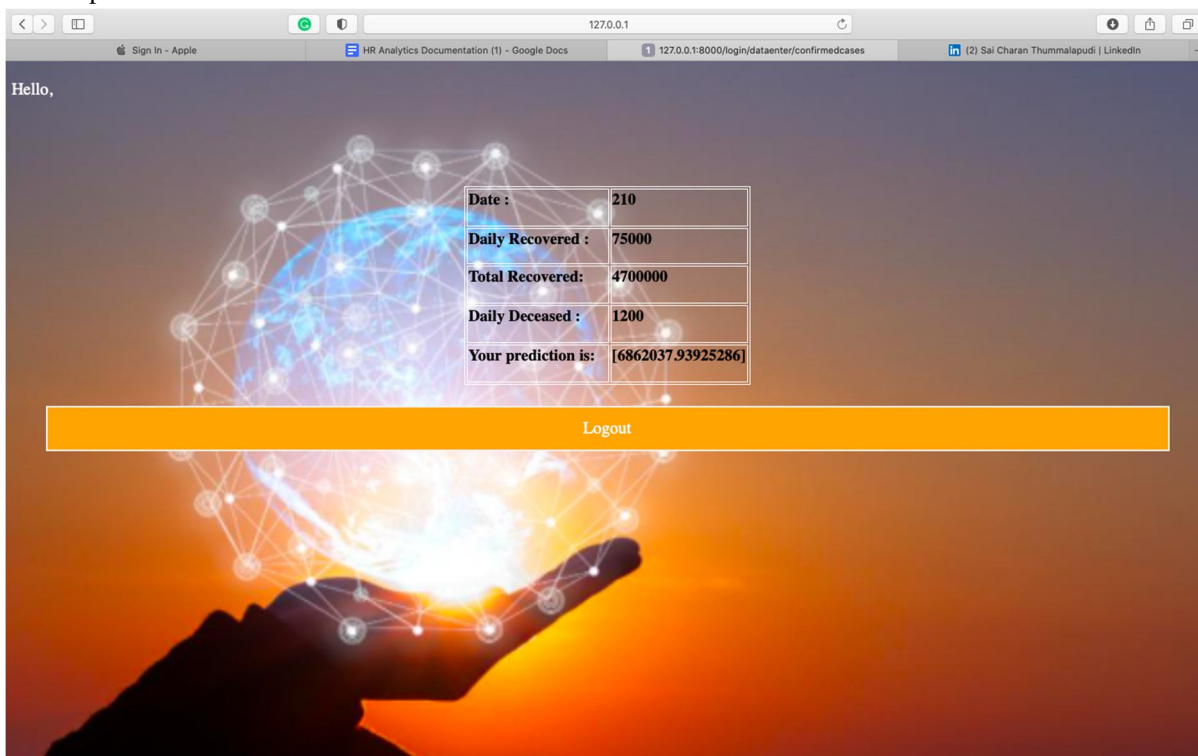 127.0.0.1
Sign In - Apple
HR Analytics Documentation (1) - Google Docs
1 127.0.0.1:8000/login/dataenter/confirmedcases
in (2) Sai Charan Thummalapudi | LinkedIn
Hello,
Date : 210
Daily Recovered : 75000
Total Recovered: 4700000
Daily Deceased : 1200
Your prediction is: [6862037.93925286]
Logout